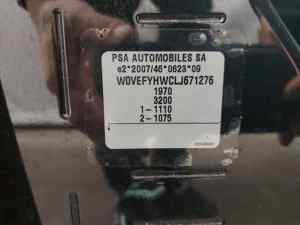 PSA AUTOMOBILES SA
e2*2007/46*0623*09
W0VEFYHWCLJ671276
1970
3200
1-1110
2-1075